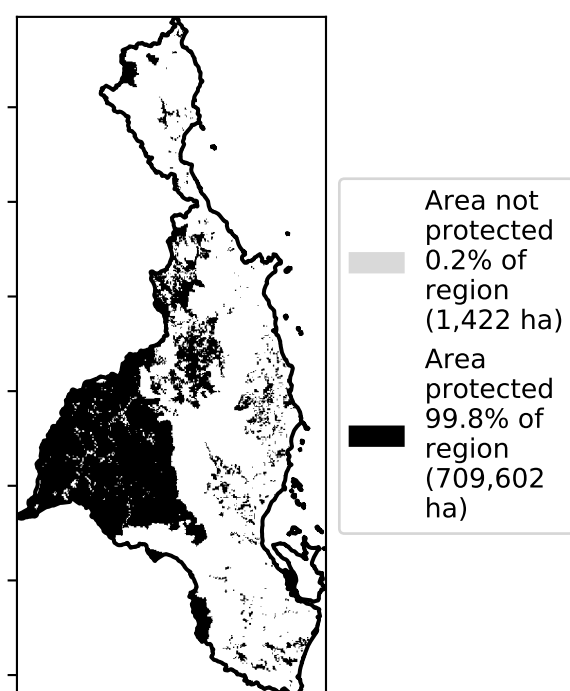 Area not
protected
0.2% of
region
(1,422 ha)
Area
protected
99.8% of
region
(709,602
ha)